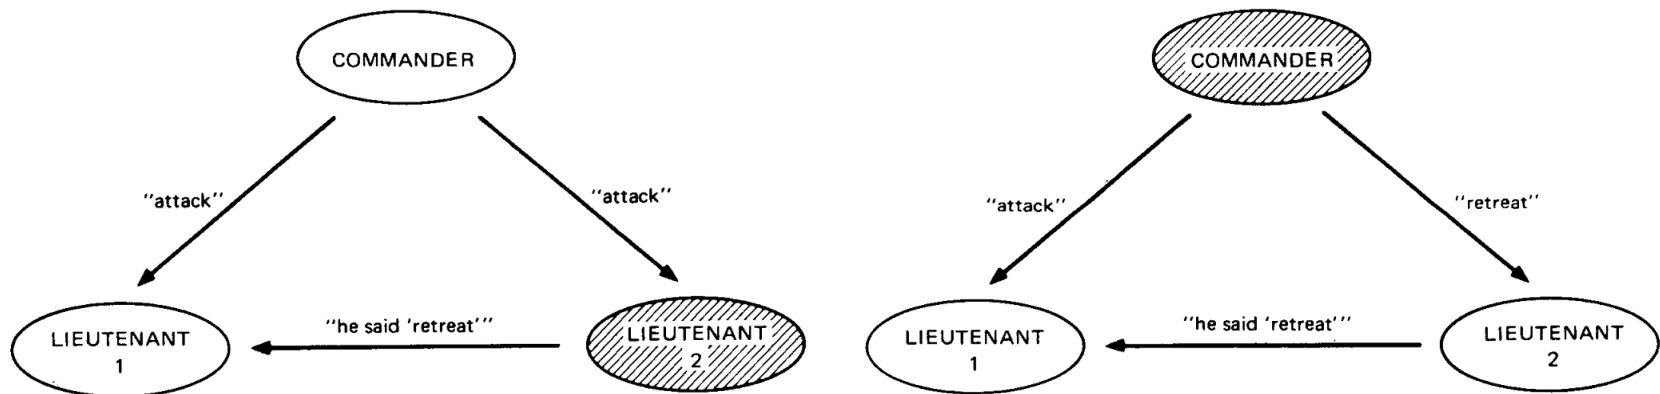 COMMANDER
"attack"
"attack"
LIEUTENANT
1
"he said 'retreat'"
LIEUTENANT
2
COMMANDER
"attack"
"retreat"
LIEUTENANT
1
"he said 'retreat'"
LIEUTENANT
2